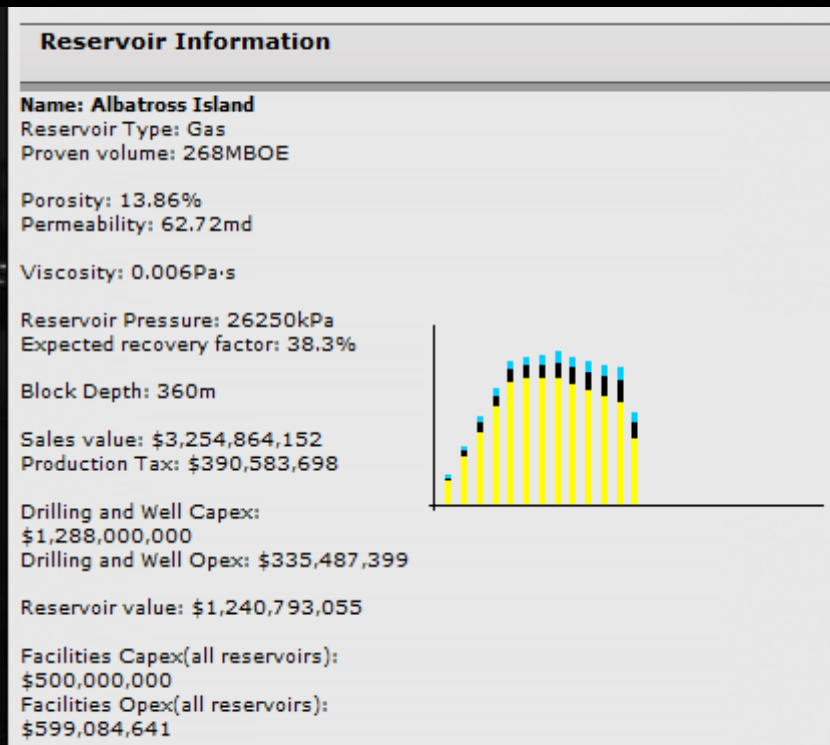 Reservoir Information
Name: Albatross Island
Reservoir Type: Gas
Proven volume: 268MBOE
Porosity: 13.86%
Permeability: 62.72md
Viscosity: 0.006Pa·s
Reservoir Pressure: 26250kPa
Expected recovery factor: 38.3%
Block Depth: 360m
Sales value: $3,254,864,152
Production Tax: $390,583,698
Drilling and Well Capex:
$1,288,000,000
Drilling and Well Opex: $335,487,399
Reservoir value: $1,240,793,055
Facilities Capex(all reservoirs):
$500,000,000
Facilities Opex(all reservoirs):
$599,084,641